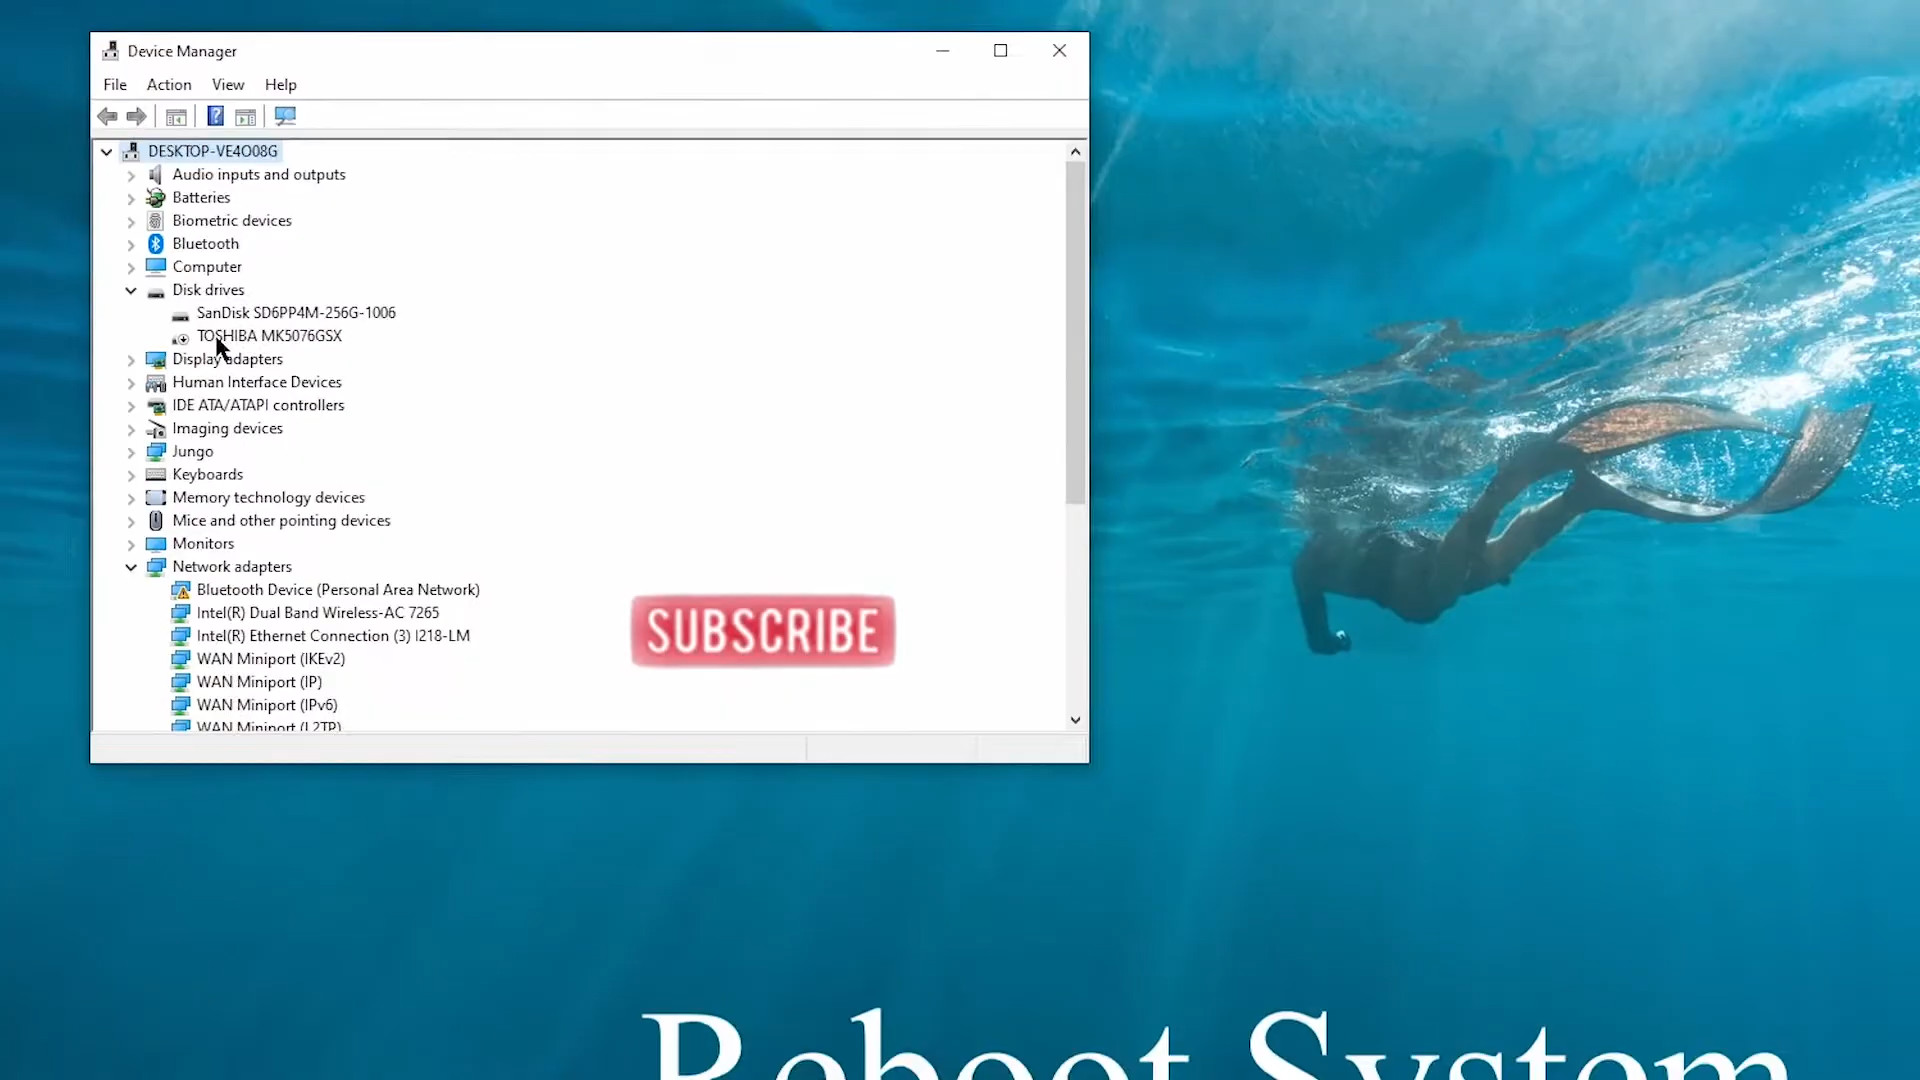 Device Manager
File Action View Help
DESKTOP-VE4O08G
Audio inputs and outputs
Batteries
Biometric devices
Bluetooth
Computer
Disk drives
SanDisk SD6PP4M-256G-1006
TOSHIBA MK5076GSX
Display adapters
Human Interface Devices
IDE ATA/ATAPI controllers
Imaging devices
Jungo
Keyboards
Memory technology devices
Mice and other pointing devices
Monitors
Network adapters
Bluetooth Device (Personal Area Network)
Intel(R) Dual Band Wireless-AC 7265
Intel(R) Ethernet Connection (3) I218-LM
WAN Miniport (IKEv2)
WAN Miniport (IP)
WAN Miniport (IPv6)
WAN Miniport (L2TP)
SUBSCRIBE
Reboot System